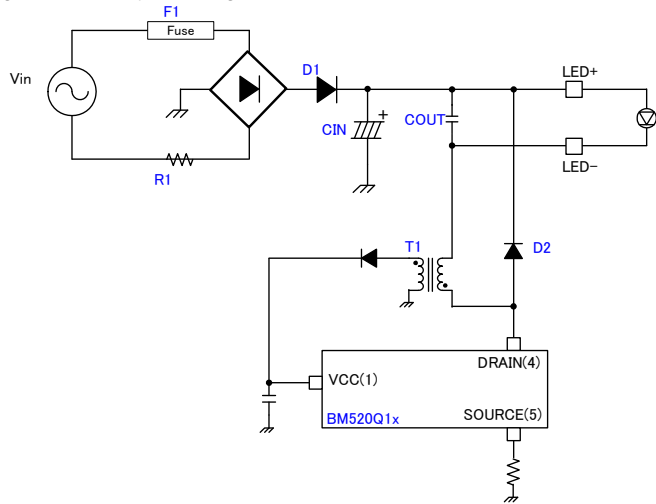 F1
Fuse
Vin
D1
LED+
CIN
+
COUT
LED-
R1
T1
D2
DRAIN(4)
VCC(1)
SOURCE(5)
BM520Q1x